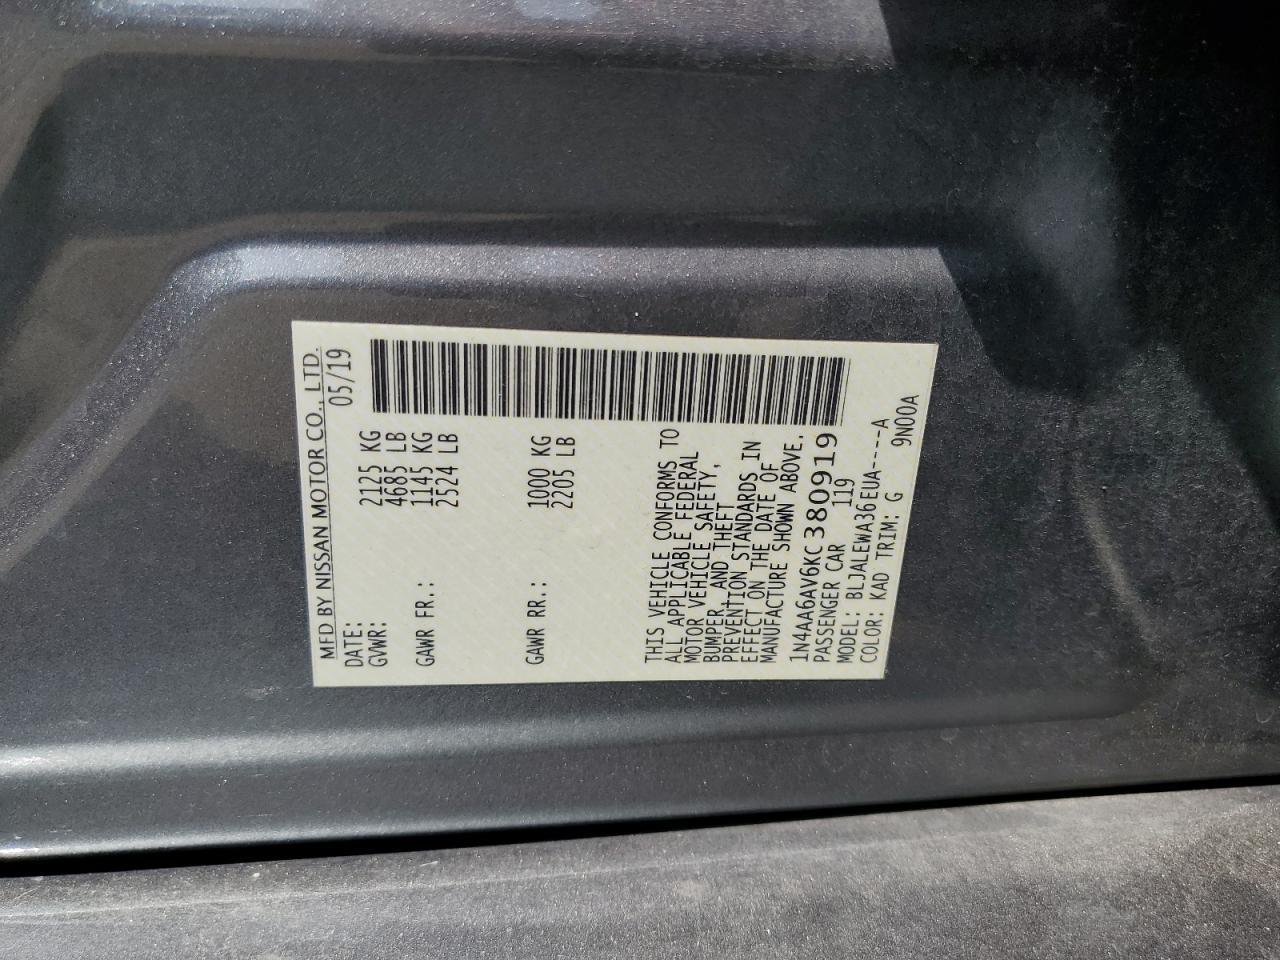 MFD BY NISSAN MOTOR CO., LTD.
DATE: 05/19
GVWR: 2125 KG
4685 LB
GAWR FR.: 1145 KG
2524 LB
GAWR RR.: 1000 KG
2205 LB
THIS VEHICLE CONFORMS TO
ALL APPLICABLE FEDERAL
MOTOR VEHICLE SAFETY,
BUMPER, AND THEFT
PREVENTION STANDARDS IN
EFFECT ON THE DATE OF
MANUFACTURE SHOWN ABOVE.
1N4AA6AV6KC380919
PASSENGER CAR 119
MODEL: BLJALEWA36EUA----A
COLOR: KAD TRIM: G 9N00A